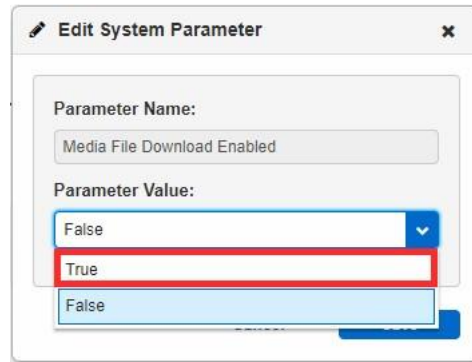 Edit System Parameter
Parameter Name:
Media File Download Enabled
Parameter Value:
False
True
False